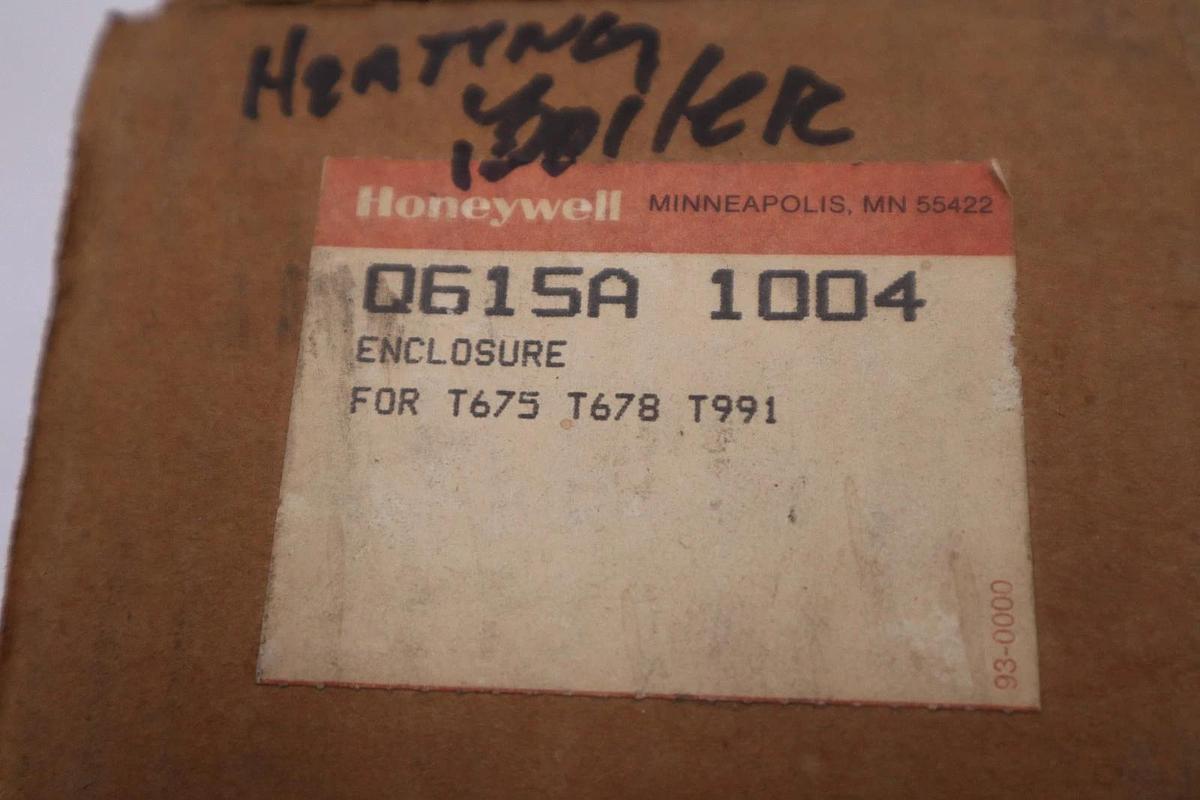 HEATING
BOILER
Honeywell MINNEAPOLIS, MN 55422
Q615A 1004
ENCLOSURE
FOR T675 T678 T991
93-0000